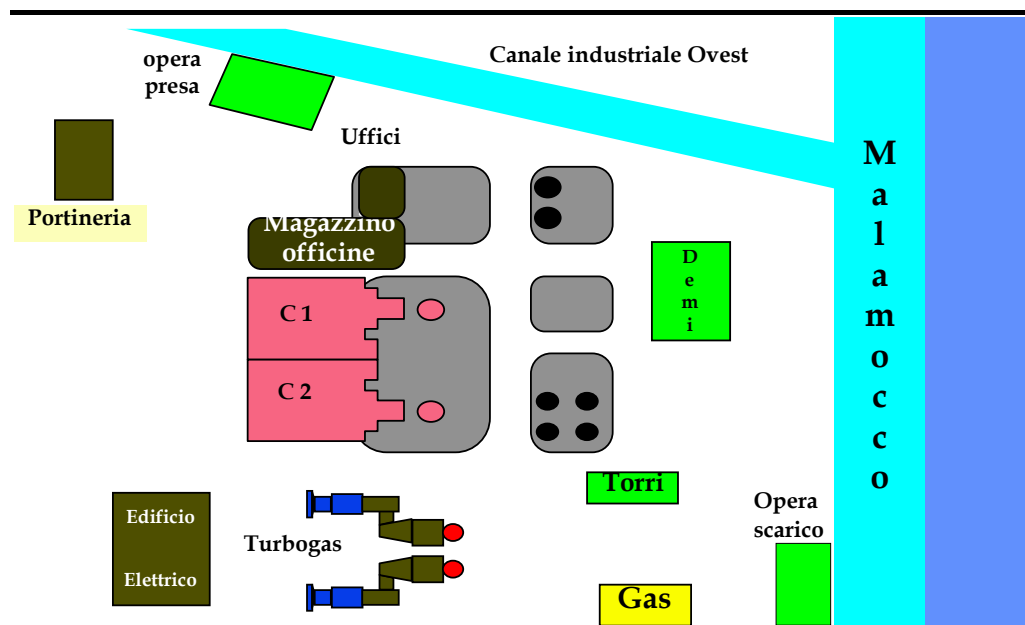 opera
presa
Canale industriale Ovest
Uffici
Portineria
Magazzino
officine
D
e
m
i
M
a
l
a
m
o
c
c
o
C 1
C 2
Torri
Opera
scarico
Edificio
Elettrico
Turbogas
Gas